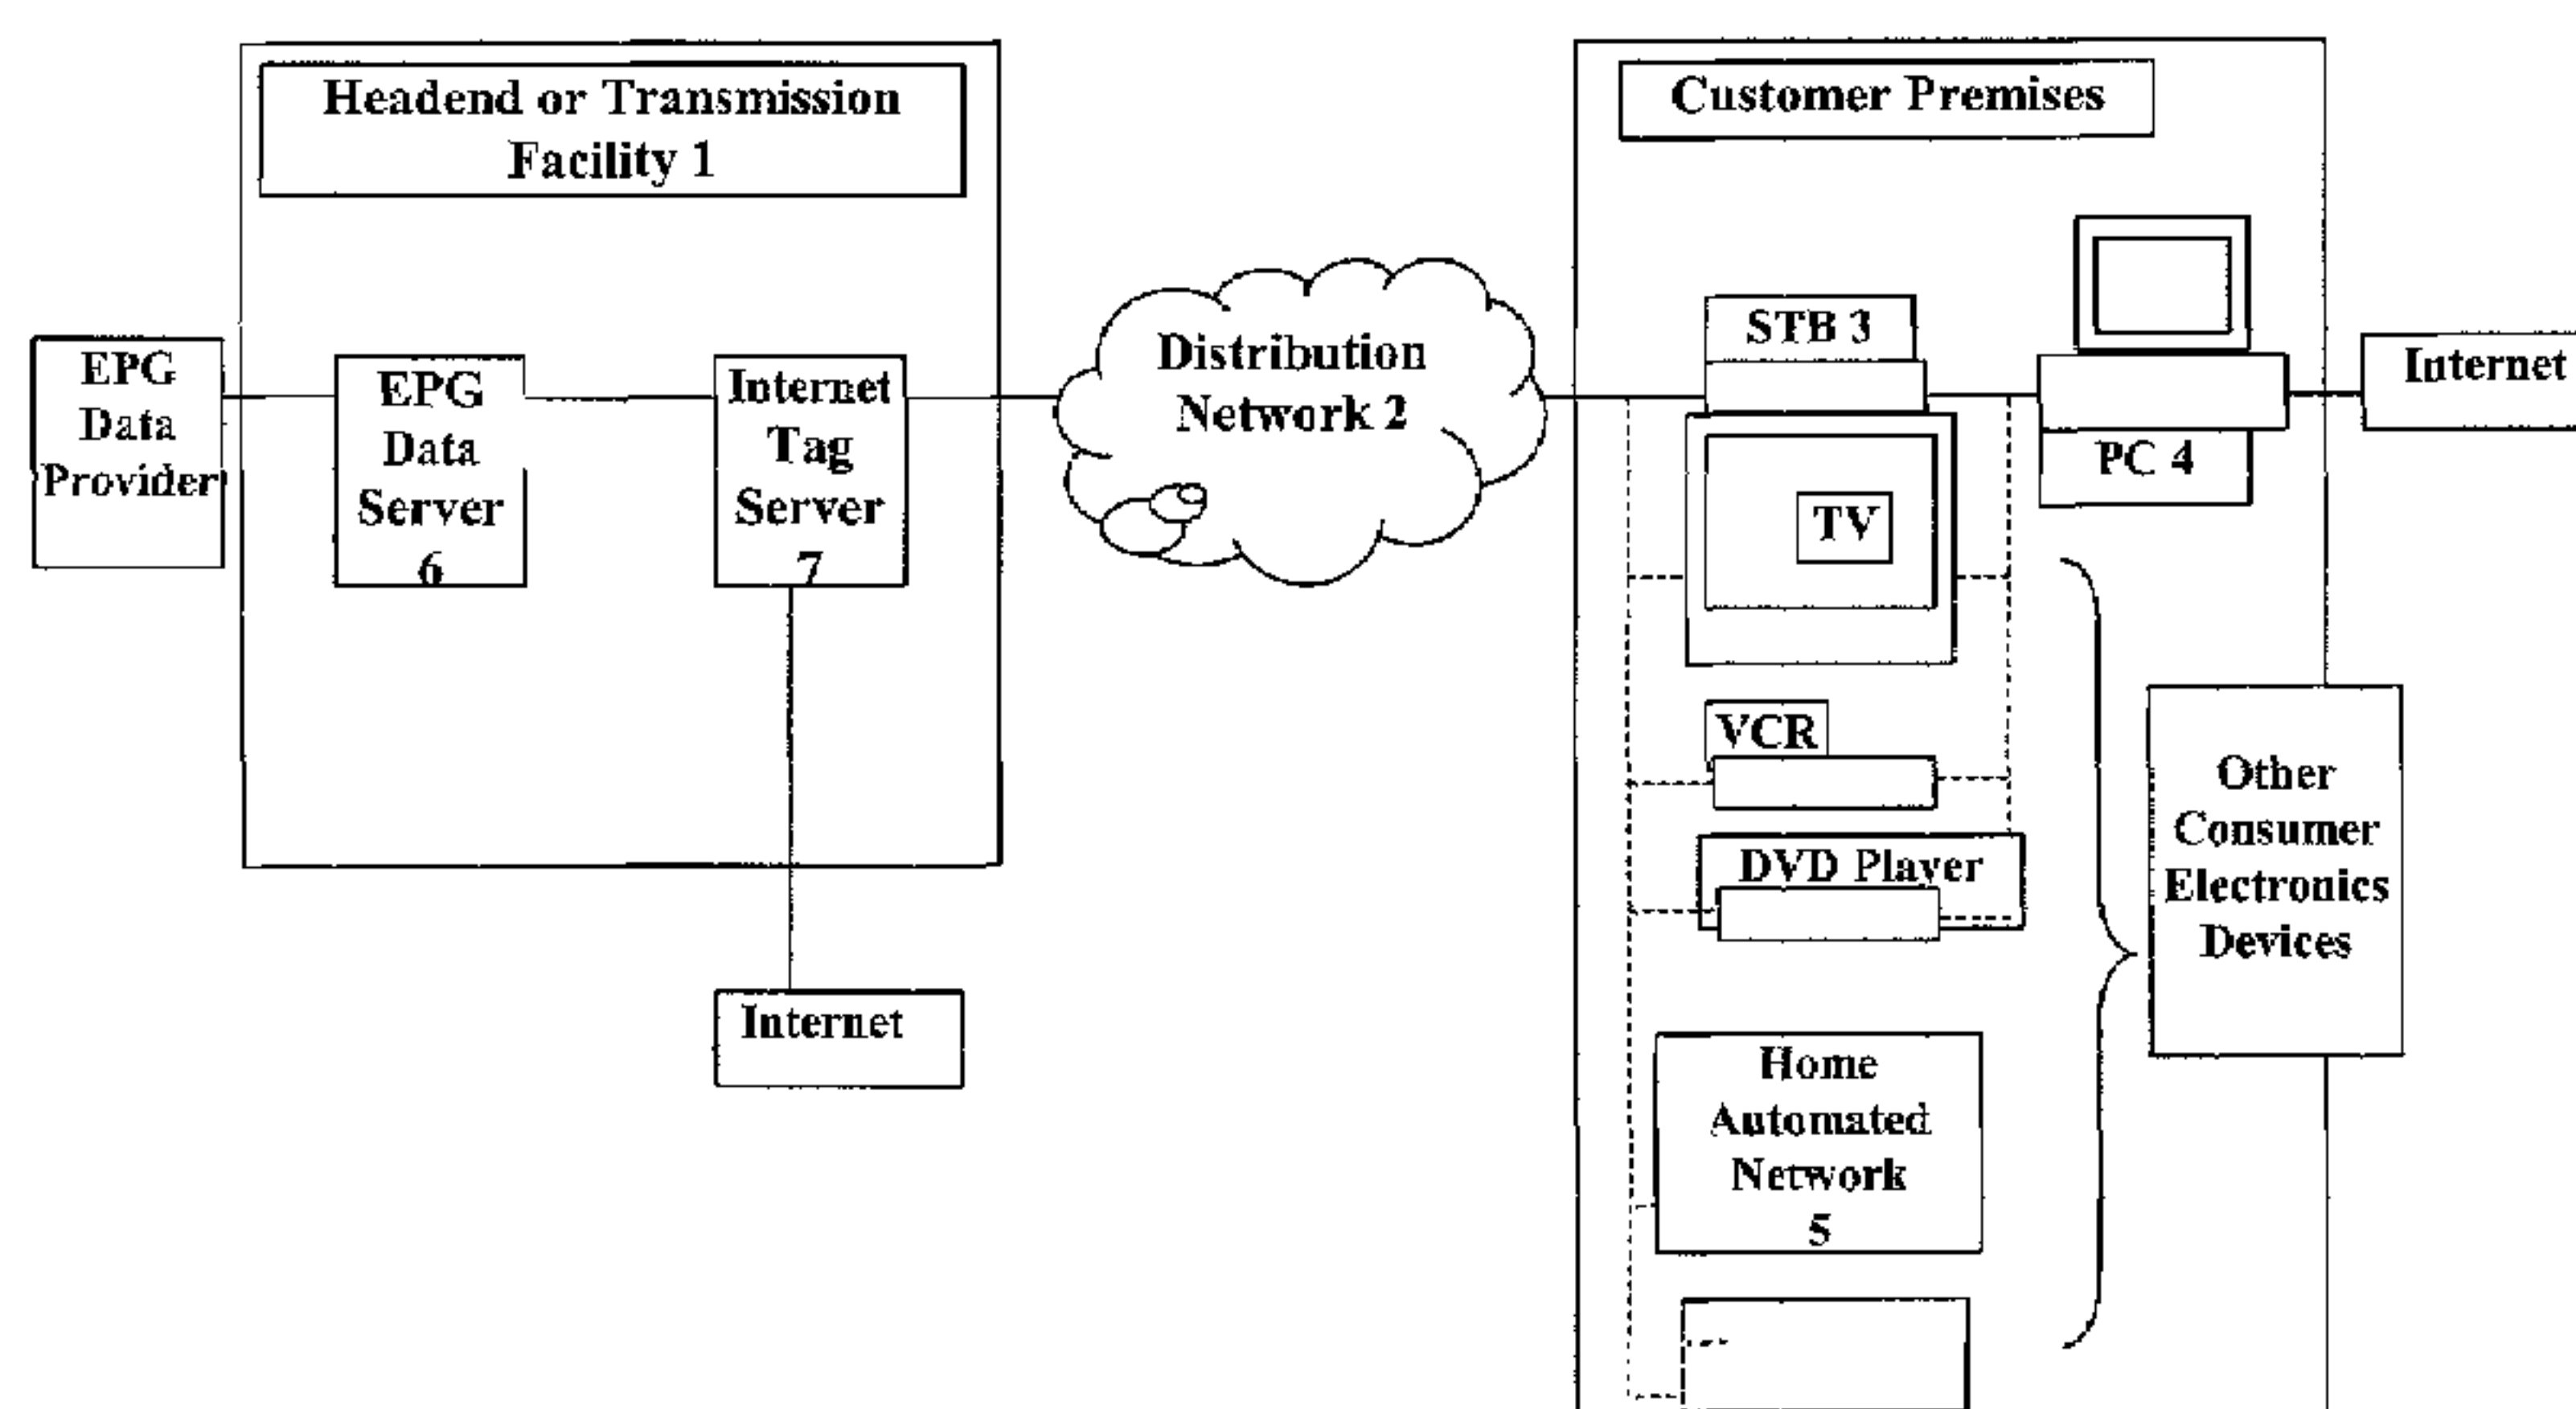 Headend or Transmission
Facility 1
EPG
Data
Provider
EPG
Data
Server
6
Internet
Tag
Server
7
Internet
Distribution
Network 2
Customer Premises
STB 3
TV
PC 4
Internet
VCR
DVD Player
Home
Automated
Network
5
Other
Consumer
Electronics
Devices